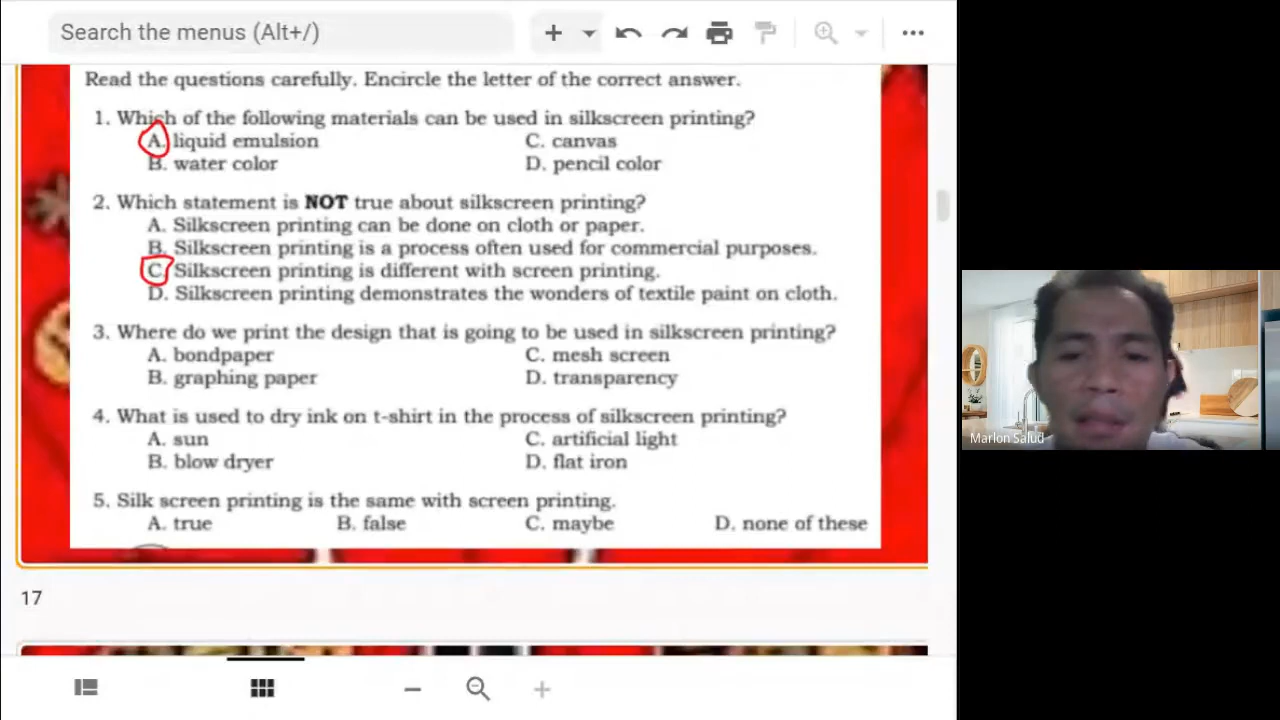 Search the menus (Alt+/)
Read the questions carefully. Encircle the letter of the correct answer.
1. Which of the following materials can be used in silkscreen printing?
A. liquid emulsion C. canvas
B. water color D. pencil color
2. Which statement is NOT true about silkscreen printing?
A. Silkscreen printing can be done on cloth or paper.
B. Silkscreen printing is a process often used for commercial purposes.
C. Silkscreen printing is different with screen printing.
D. Silkscreen printing demonstrates the wonders of textile paint on cloth.
3. Where do we print the design that is going to be used in silkscreen printing?
A. bondpaper C. mesh screen
B. graphing paper D. transparency
4. What is used to dry ink on t-shirt in the process of silkscreen printing?
A. sun C. artificial light
B. blow dryer D. flat iron
5. Silk screen printing is the same with screen printing.
A. true B. false C. maybe D. none of these
17
Marlon Salud